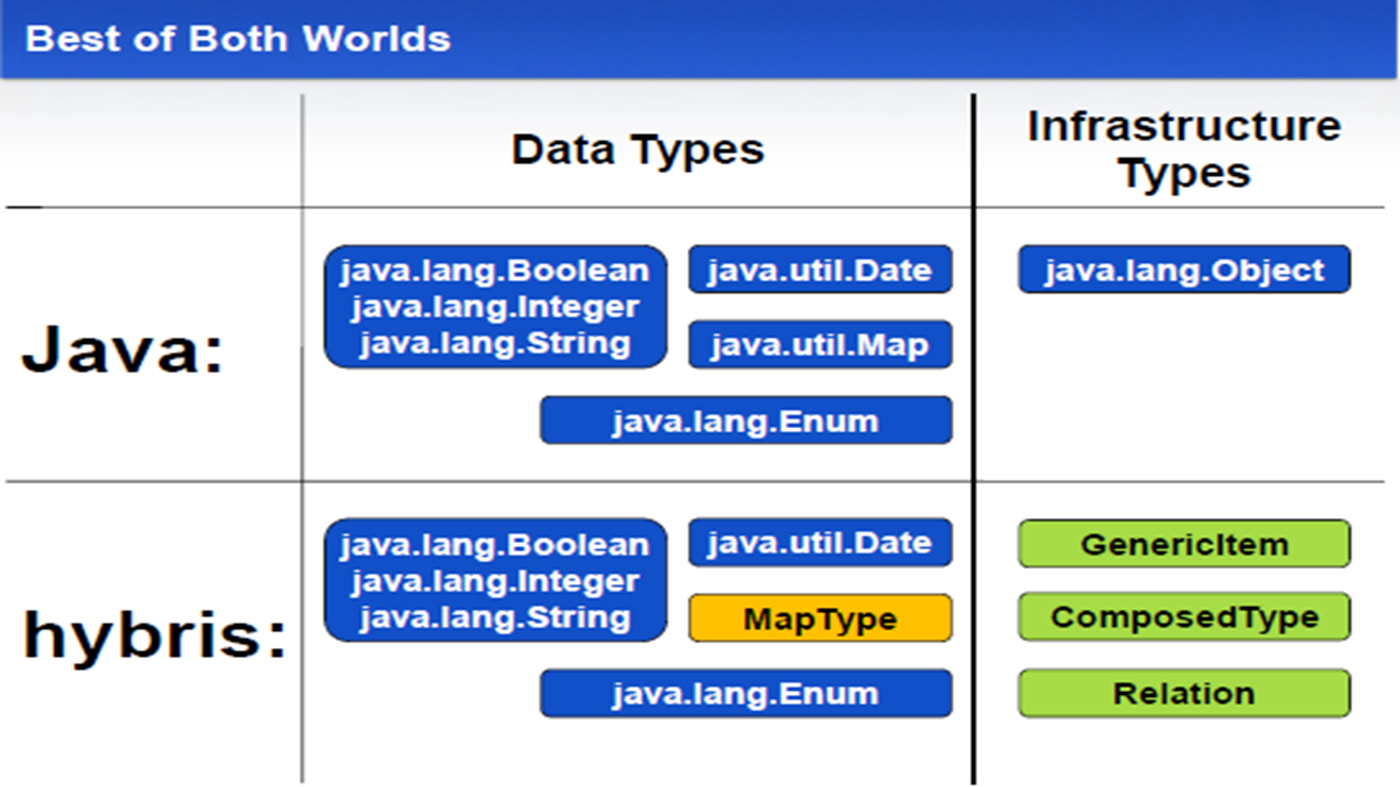 Best of Both Worlds
Data Types
Infrastructure
Types
Java:
java.lang.Boolean
java.lang.Integer
java.lang.String
java.util.Date
java.util.Map
java.lang.Enum
java.lang.Object
hybris:
java.lang.Boolean
java.lang.Integer
java.lang.String
java.util.Date
MapType
java.lang.Enum
GenericItem
ComposedType
Relation